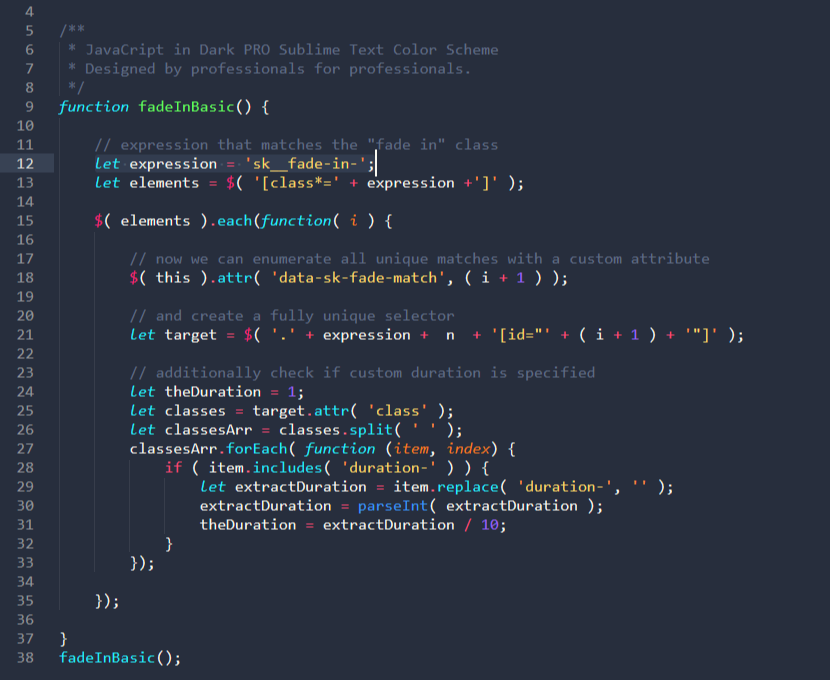 4
5 /**
6  * JavaCript in Dark PRO Sublime Text Color Scheme
7  * Designed by professionals for professionals.
8  */
9 function fadeInBasic() {
10
11     // expression that matches the "fade in" class
12     let expression = 'sk__fade-in-';
13     let elements = $( '[class*=' + expression +']' );
14
15     $( elements ).each(function( i ) {
16
17         // now we can enumerate all unique matches with a custom attribute
18         $( this ).attr( 'data-sk-fade-match', ( i + 1 ) );
19
20         // and create a fully unique selector
21         let target = $( '.' + expression +  n  + '[id="' + ( i + 1 ) + '"]' );
22
23         // additionally check if custom duration is specified
24         let theDuration = 1;
25         let classes = target.attr( 'class' );
26         let classesArr = classes.split( ' ' );
27         classesArr.forEach( function (item, index) {
28             if ( item.includes( 'duration-' ) ) {
29                 let extractDuration = item.replace( 'duration-', '' );
30                 extractDuration = parseInt( extractDuration );
31                 theDuration = extractDuration / 10;
32             }
33         });
34
35     });
36
37 }
38 fadeInBasic();